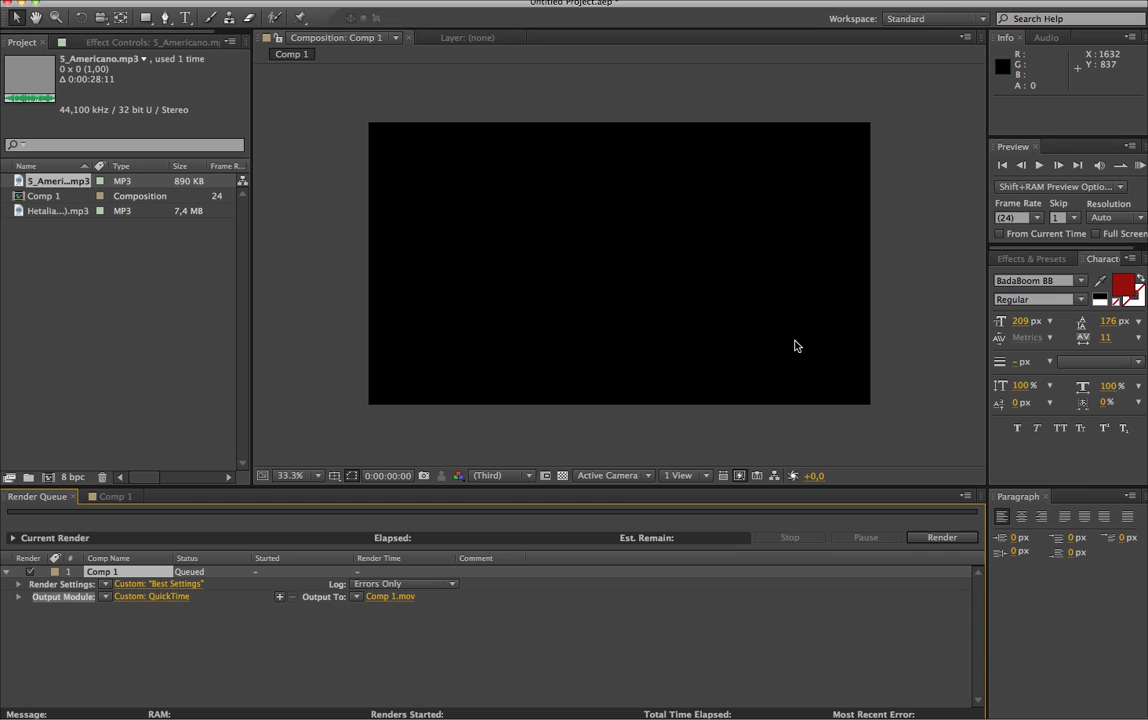 Untitled Project.aep *
Workspace: Standard
Search Help
Project
Effect Controls: 5_Americano.m
5_Americano.mp3 , used 1 time
0 x 0 (1,00)
Δ 0:00:28:11
44,100 kHz / 32 bit U / Stereo
Name Type Size Frame R...
5_Ameri...mp3 MP3 890 KB
Comp 1 Composition 24
Hetalia...).mp3 MP3 7,4 MB
8 bpc
Composition: Comp 1
Layer: (none)
Comp 1
33.3% 0:00:00:00 (Third) Active Camera 1 View +0,0
Info Audio
R :
G :
B :
A : 0
X : 1632
Y : 837
Preview
Shift+RAM Preview Optio...
Frame Rate Skip Resolution
(24) 1 Auto
From Current Time Full Screen
Effects & Presets Charact
BadaBoom BB
Regular
209 px 176 px
Metrics 11
- px
100% 100%
0 px 0%
T T TT Tt T¹ T₁
Render Queue Comp 1
Current Render Elapsed: Est. Remain: Stop Pause Render
Render # Comp Name Status Started Render Time Comment
1 Comp 1 Queued - -
Render Settings: Custom: "Best Settings" Log: Errors Only
Output Module: Custom: QuickTime Output To: Comp 1.mov
Message: RAM: Renders Started: Total Time Elapsed: Most Recent Error:
Paragraph
0 px 0 px 0 px
0 px 0 px